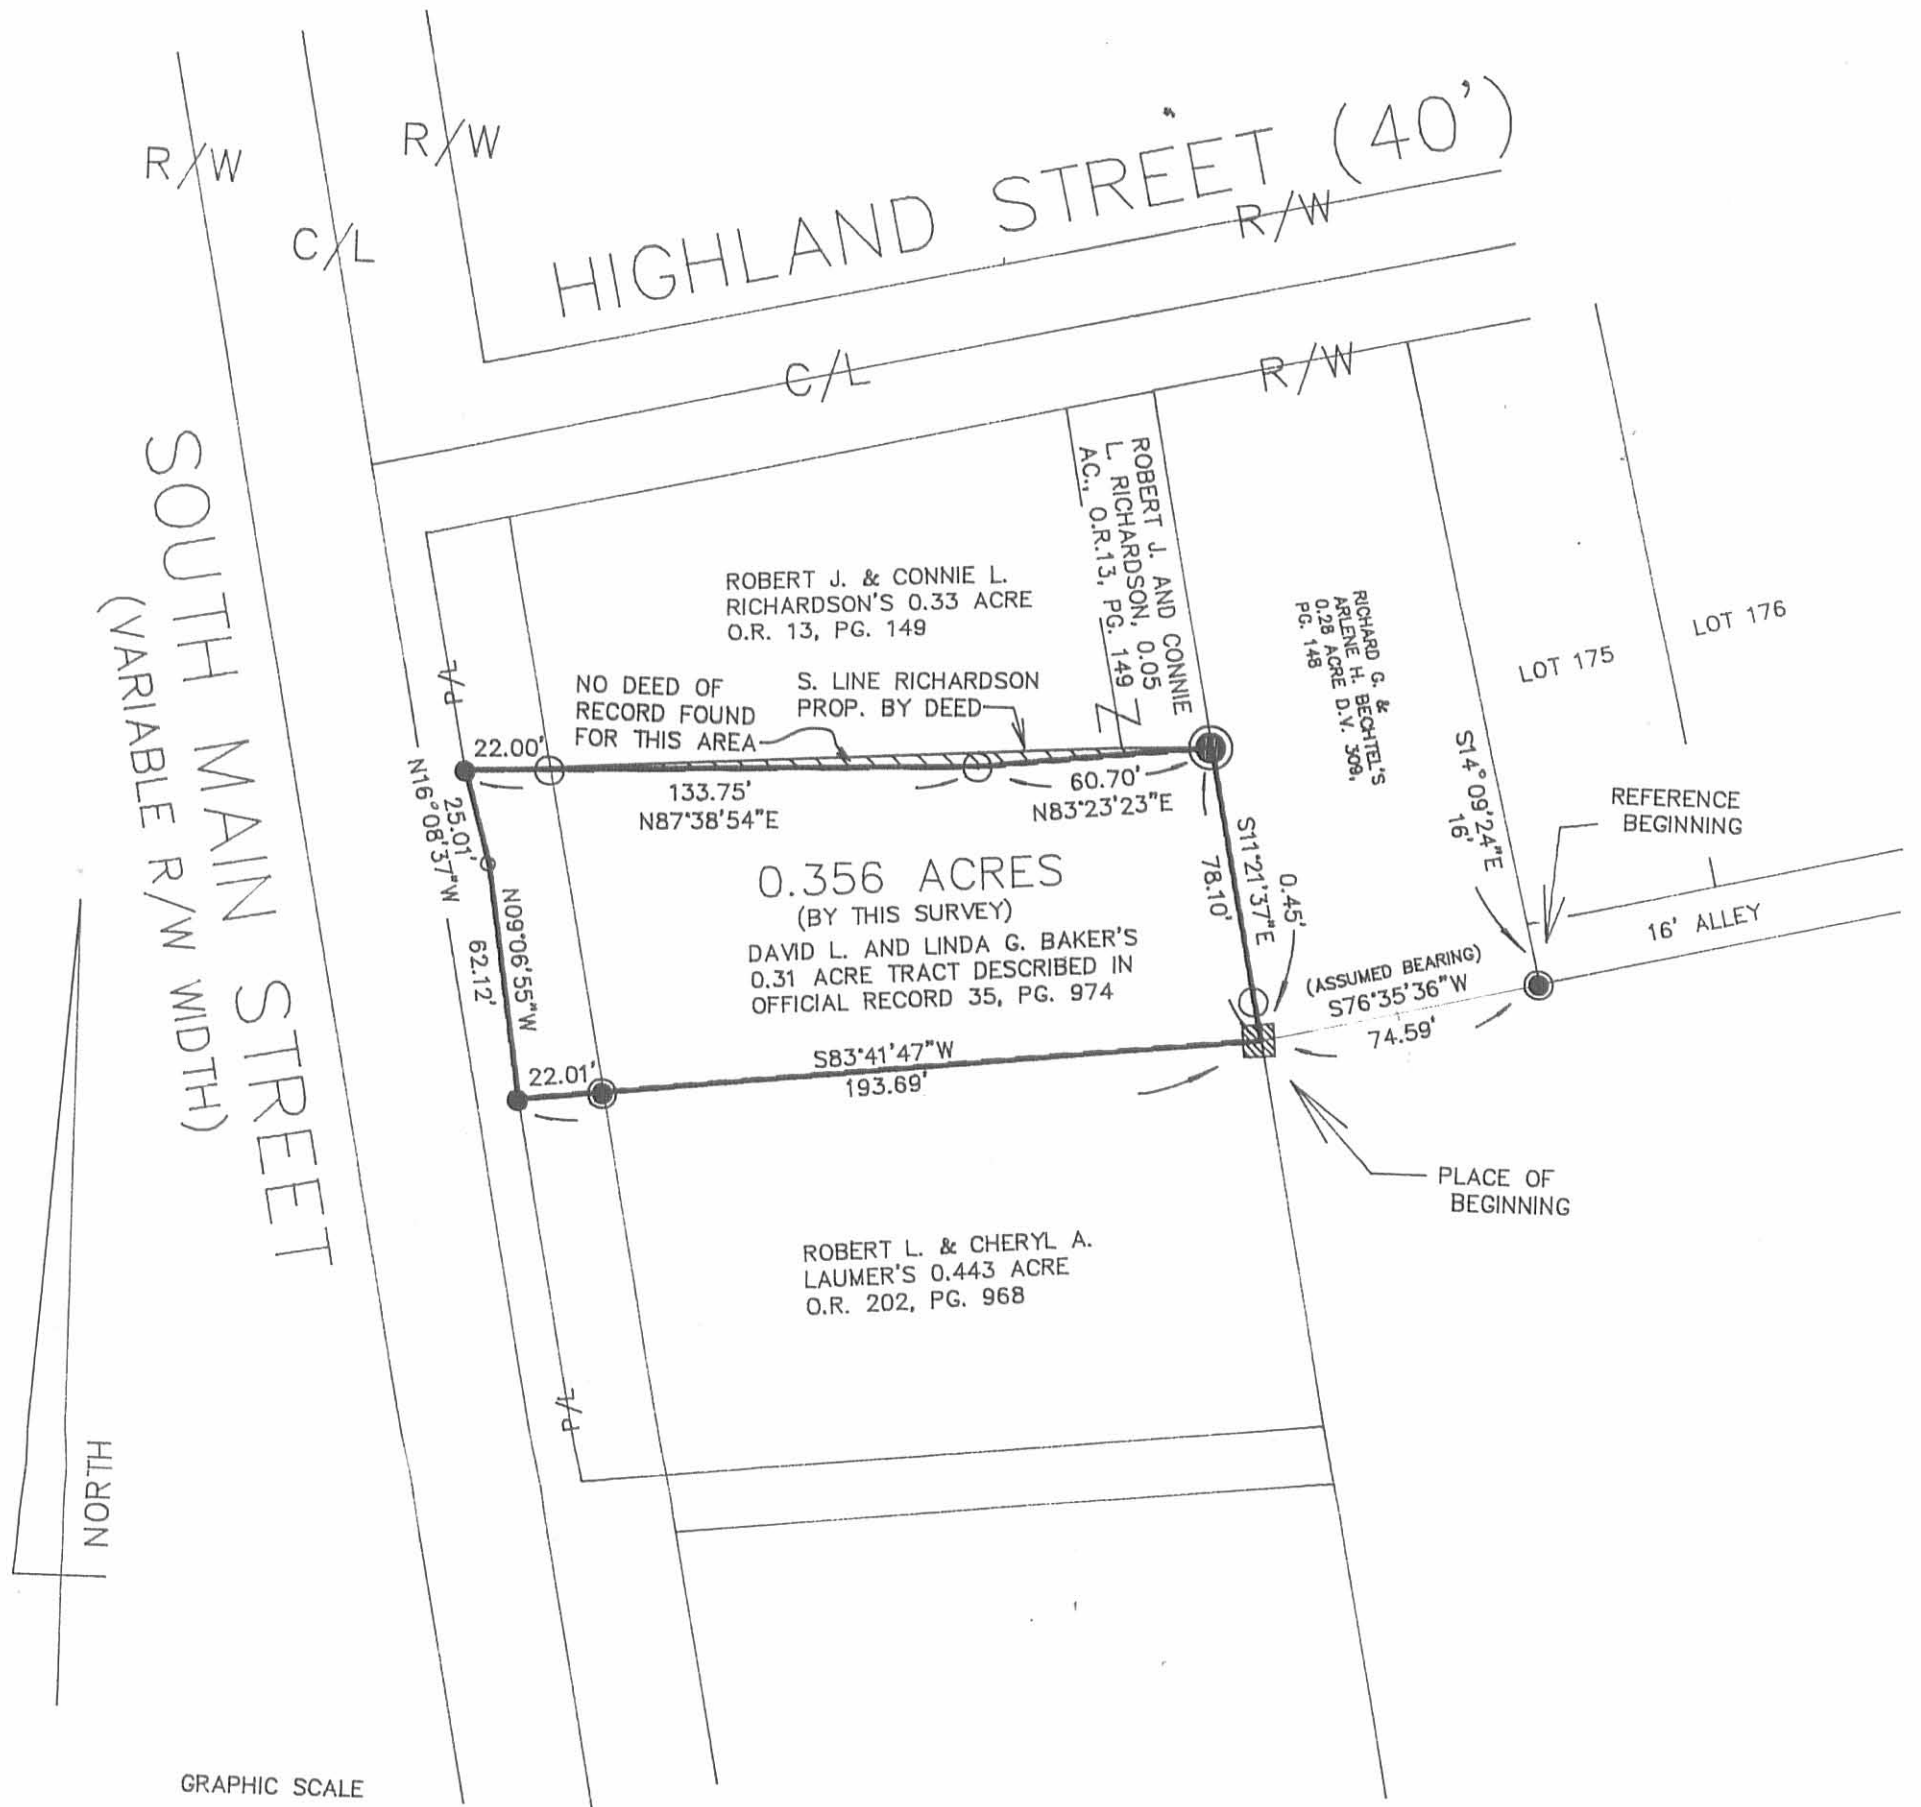 HIGHLAND STREET (40')
R/W
R/W
R/W
C/L
C/L
R/W
SOUTH MAIN STREET
(VARIABLE R/W WIDTH)
ROBERT J. & CONNIE L.
RICHARDSON'S 0.33 ACRE
O.R. 13, PG. 149
ROBERT J. AND CONNIE
L. RICHARDSON, 0.05
AC., O.R.13, PG. 149
RICHARD G. &
ARLENE H. BECHTEL'S
0.28 ACRE D.V. 309,
PG. 148
LOT 175
LOT 176
P/L
NO DEED OF
RECORD FOUND
FOR THIS AREA
S. LINE RICHARDSON
PROP. BY DEED
22.00'
133.75'
N87°38'54"E
60.70'
N83°23'23"E
25.01'
N16°08'37"W
N09°06'55"W
62.12'
S11°21'37"E
78.10'
0.45'
S14°09'24"E
16'
REFERENCE
BEGINNING
16' ALLEY
0.356 ACRES
(BY THIS SURVEY)
DAVID L. AND LINDA G. BAKER'S
0.31 ACRE TRACT DESCRIBED IN
OFFICIAL RECORD 35, PG. 974
(ASSUMED BEARING)
S76°35'36"W
74.59'
S83°41'47"W
193.69'
22.01'
PLACE OF
BEGINNING
ROBERT L. & CHERYL A.
LAUMER'S 0.443 ACRE
O.R. 202, PG. 968
P/L
NORTH
GRAPHIC SCALE